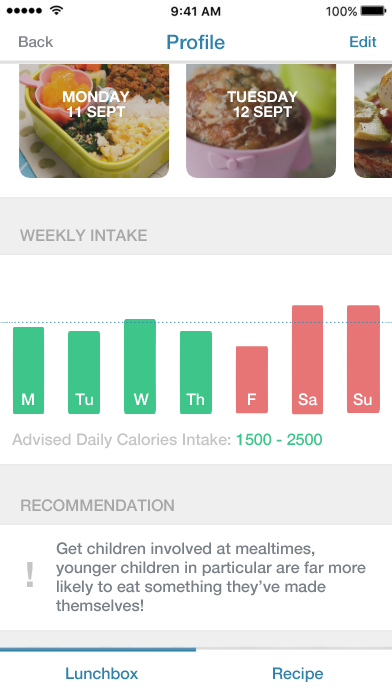 9:41 AM
100%
Back
Profile
Edit
MONDAY
11 SEPT
TUESDAY
12 SEPT
WEEKLY INTAKE
M
Tu
W
Th
F
Sa
Su
Advised Daily Calories Intake: 1500 - 2500
RECOMMENDATION
!
Get children involved at mealtimes,
younger children in particular are far more
likely to eat something they’ve made
themselves!
Lunchbox
Recipe